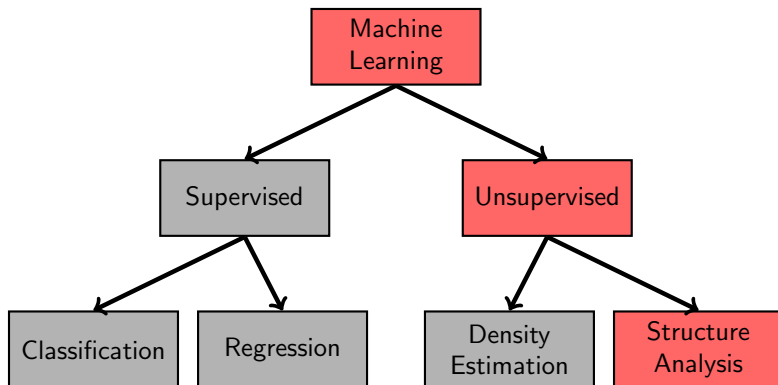 Machine
Learning
Supervised
Unsupervised
Classification
Regression
Density
Estimation
Structure
Analysis